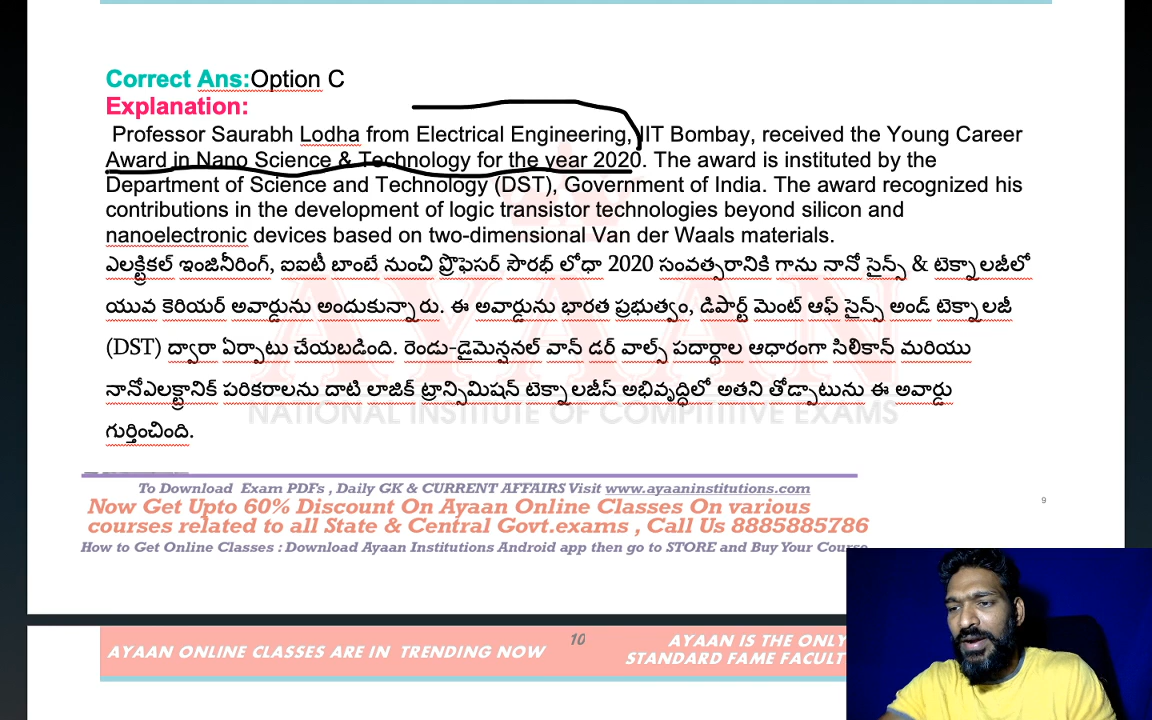 Correct Ans:Option C
Explanation:
Professor Saurabh Lodha from Electrical Engineering, IIT Bombay, received the Young Career
Award in Nano Science & Technology for the year 2020. The award is instituted by the
Department of Science and Technology (DST), Government of India. The award recognized his
contributions in the development of logic transistor technologies beyond silicon and
nanoelectronic devices based on two-dimensional Van der Waals materials.
ఎలక్ట్రికల్ ఇంజినీరింగ్, ఐఐటీ బాంబే నుంచి ప్రొఫెసర్ సౌరభ్ లోధా 2020 సంవత్సరానికి గాను నానో సైన్స్ & టెక్నాలజీలో
యువ కెరియర్ అవార్డును అందుకున్నారు. ఈ అవార్డును భారత ప్రభుత్వం, డిపార్ట్ మెంట్ ఆఫ్ సైన్స్ అండ్ టెక్నాలజీ
(DST) ద్వారా ఏర్పాటు చేయబడింది. రెండు-డైమెన్షనల్ వాన్ డర్ వాల్స్ పదార్థాల ఆధారంగా సిలికాన్ మరియు
నానోఎలక్ట్రానిక్ పరికరాలను దాటి లాజిక్ ట్రాన్సిమిషన్ టెక్నాలజీస్ అభివృద్ధిలో అతని తోడ్పాటును ఈ అవార్డు
గుర్తించింది.
AYAAN
NATIONAL INSTITUTE OF COMPITIVE EXAMS
To Download Exam PDFs , Daily GK & CURRENT AFFAIRS Visit www.ayaaninstitutions.com
Now Get Upto 60% Discount On Ayaan Online Classes On various
courses related to all State & Central Govt.exams , Call Us 8885885786
How to Get Online Classes : Download Ayaan Institutions Android app then go to STORE and Buy Your Course
9
10
AYAAN ONLINE CLASSES ARE IN TRENDING NOW
AYAAN IS THE ONLY
STANDARD FAME FACULT